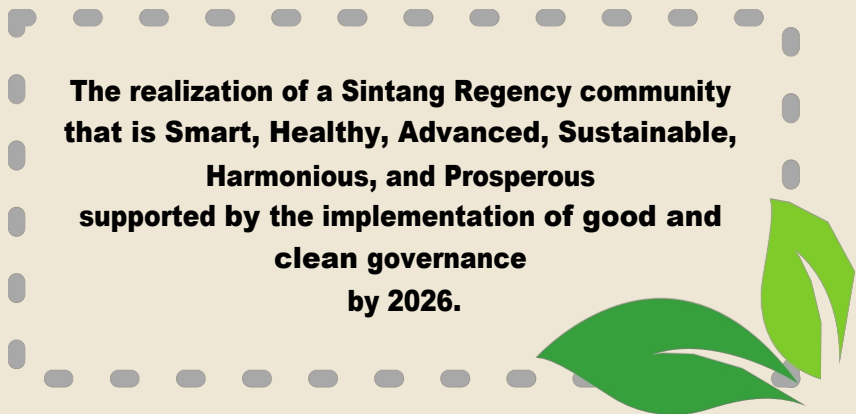 The realization of a Sintang Regency community
that is Smart, Healthy, Advanced, Sustainable,
Harmonious, and Prosperous
supported by the implementation of good and
clean governance
by 2026.